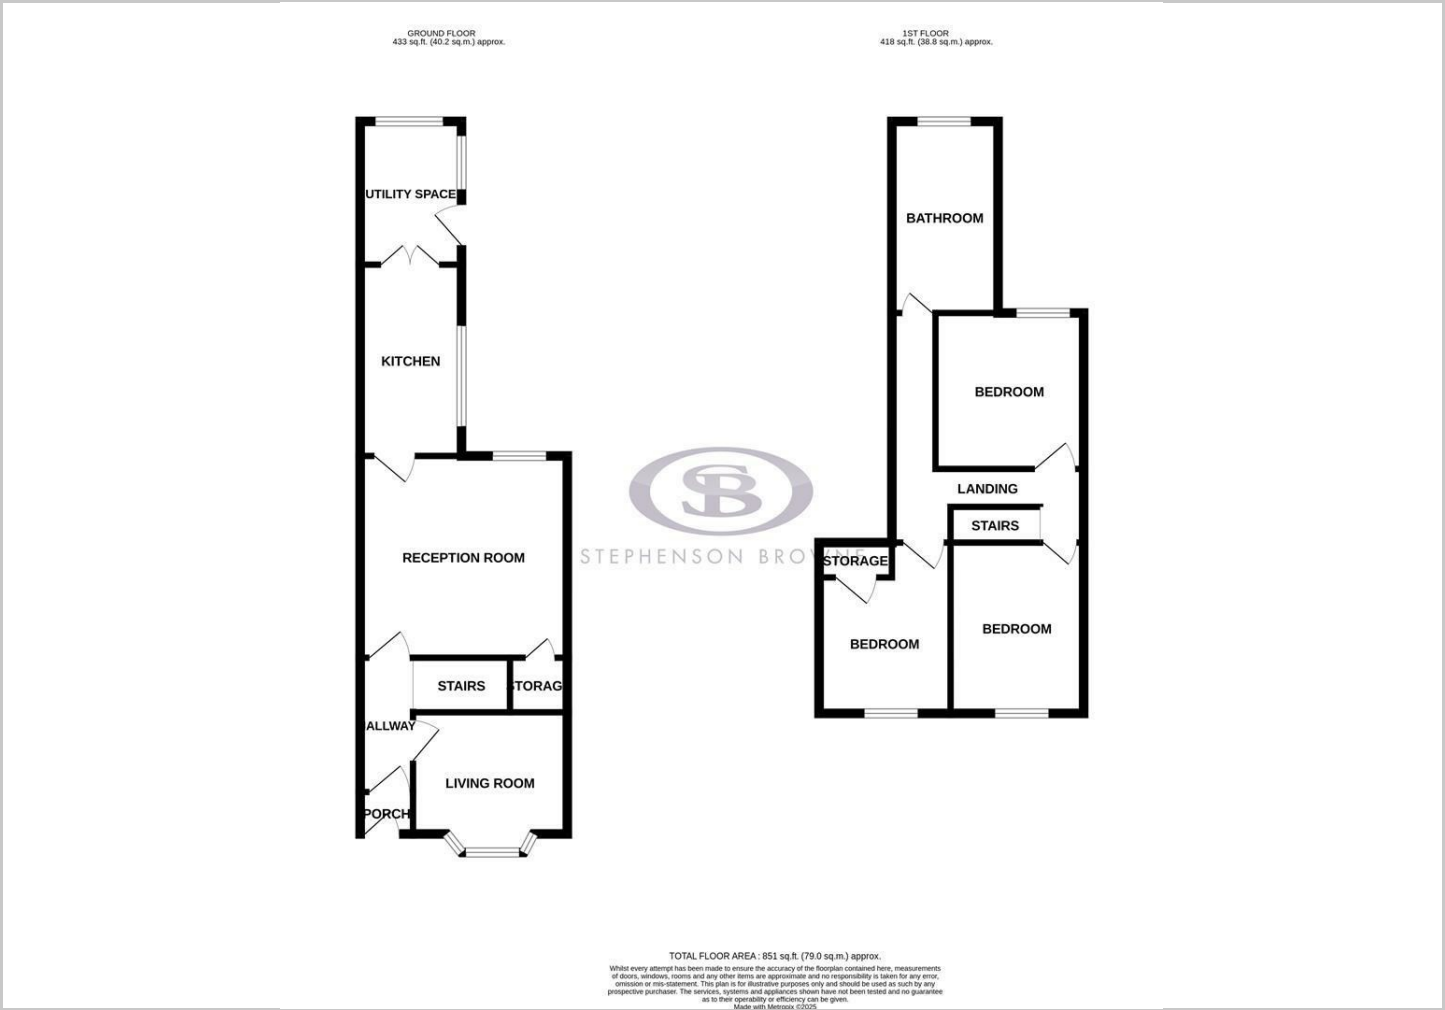 GROUND FLOOR
433 sq.ft. (40.2 sq.m.) approx.
1ST FLOOR
418 sq.ft. (38.8 sq.m.) approx.
UTILITY SPACE
BATHROOM
KITCHEN
BEDROOM
LANDING
STAIRS
SB
STEPHENSON BROWNE
RECEPTION ROOM
STORAGE
BEDROOM
BEDROOM
STAIRS
STORAG
ALLWAY
LIVING ROOM
PORCH
TOTAL FLOOR AREA : 851 sq.ft. (79.0 sq.m.) approx.
Whilst every attempt has been made to ensure the accuracy of the floorplan contained here, measurements
of doors, windows, rooms and any other items are approximate and no responsibility is taken for any error,
omission or mis-statement. This plan is for illustrative purposes only and should be used as such by any
prospective purchaser. The services, systems and appliances shown have not been tested and no guarantee
as to their operability or efficiency can be given.
Made with Metropix ©2025